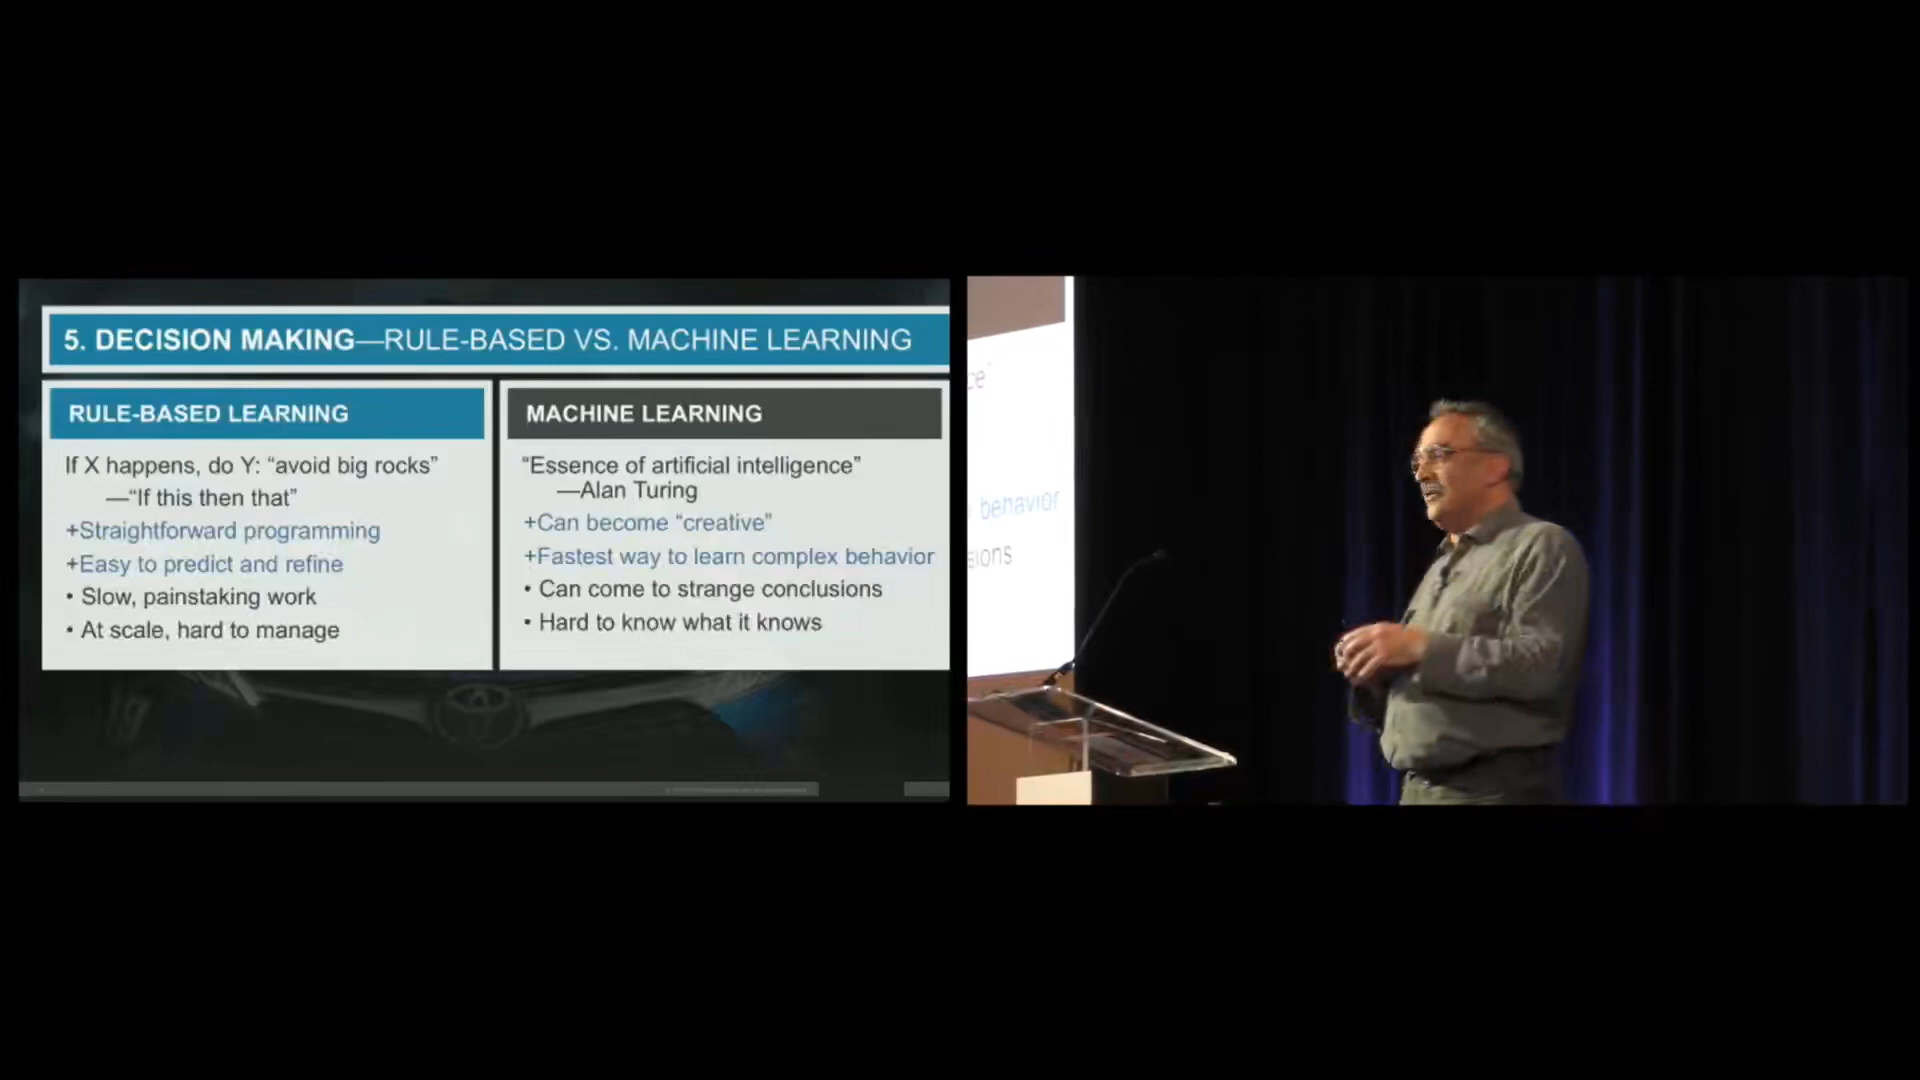 5. DECISION MAKING—RULE-BASED VS. MACHINE LEARNING
RULE-BASED LEARNING
If X happens, do Y: “avoid big rocks”
—“If this then that”
+Straightforward programming
+Easy to predict and refine
• Slow, painstaking work
• At scale, hard to manage
MACHINE LEARNING
“Essence of artificial intelligence”
—Alan Turing
+Can become “creative”
+Fastest way to learn complex behavior
• Can come to strange conclusions
• Hard to know what it knows
behavior